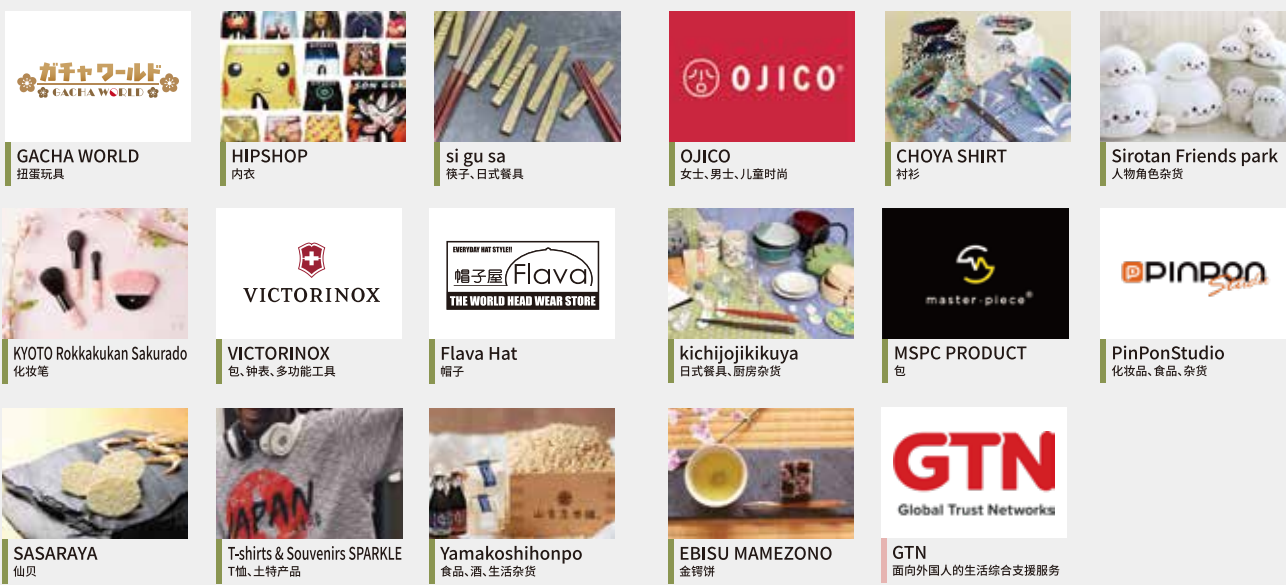 ガチャワールド
GACHA WORLD
GACHA WORLD
扭蛋玩具
HIPSHOP
内衣
si gu sa
筷子、日式餐具
OJICO
OJICO
女士、男士、儿童时尚
CHOYA SHIRT
衬衫
Sirotan Friends park
人物角色杂货
KYOTO Rokkakukan Sakurado
化妆笔
VICTORINOX
VICTORINOX
包、钟表、多功能工具
EVERYDAY HAT STYLE!!
帽子屋 Flava
THE WORLD HEAD WEAR STORE
Flava Hat
帽子
kichijojikikuya
日式餐具、厨房杂货
master-piece®
MSPC PRODUCT
包
PINPON
Studio
PinPonStudio
化妆品、食品、杂货
SASARAYA
仙贝
JAPAN
T-shirts & Souvenirs SPARKLE
T恤、土特产品
Yamakoshihonpo
食品、酒、生活杂货
EBISU MAMEZONO
金锷饼
GTN
Global Trust Networks
GTN
面向外国人的生活综合支援服务